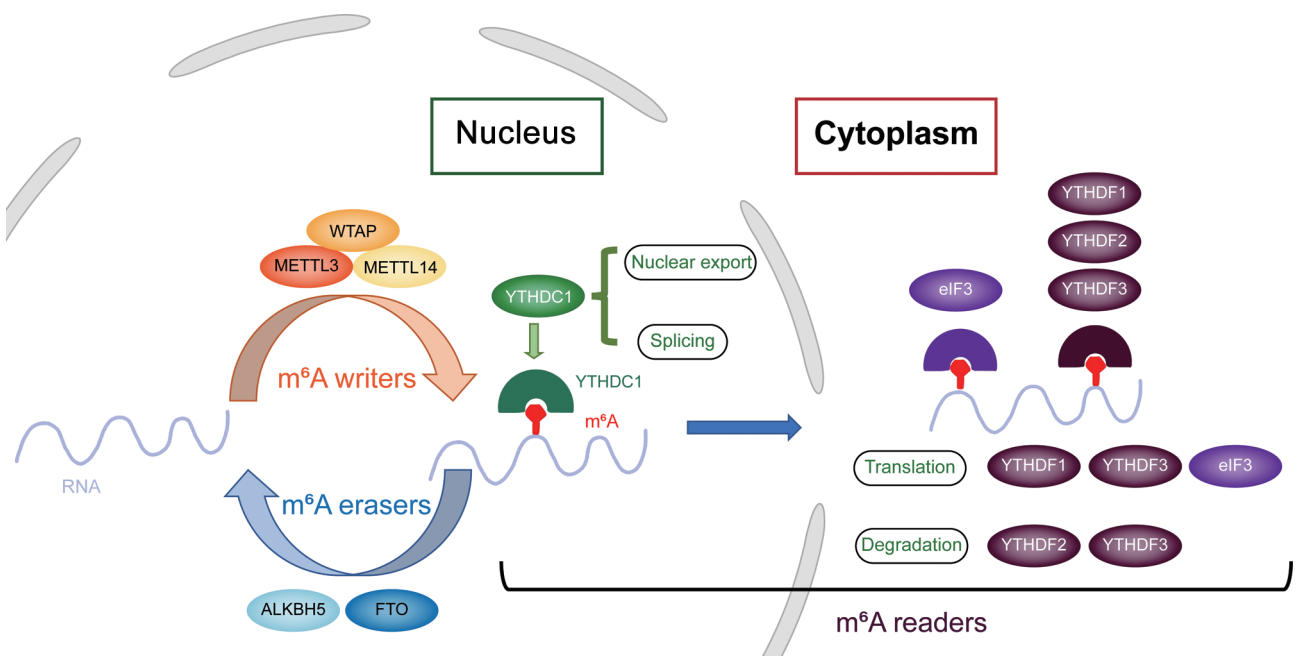 Nucleus
Cytoplasm
WTAP
METTL3
METTL14
m⁶A writers
RNA
m⁶A erasers
ALKBH5
FTO
YTHDC1
Nuclear export
Splicing
YTHDC1
m⁶A
eIF3
YTHDF1
YTHDF2
YTHDF3
Translation
YTHDF1
YTHDF3
eIF3
Degradation
YTHDF2
YTHDF3
m⁶A readers